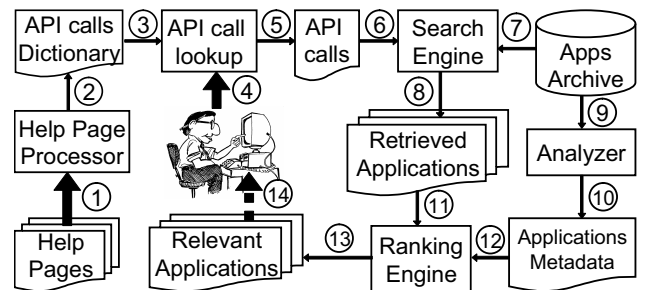 API calls
Dictionary
3
API call
lookup
5
API
calls
6
Search
Engine
7
Apps
Archive
2
4
8
9
Help Page
Processor
Retrieved
Applications
Analyzer
1
14
11
10
Help
Pages
Relevant
Applications
13
Ranking
Engine
12
Applications
Metadata